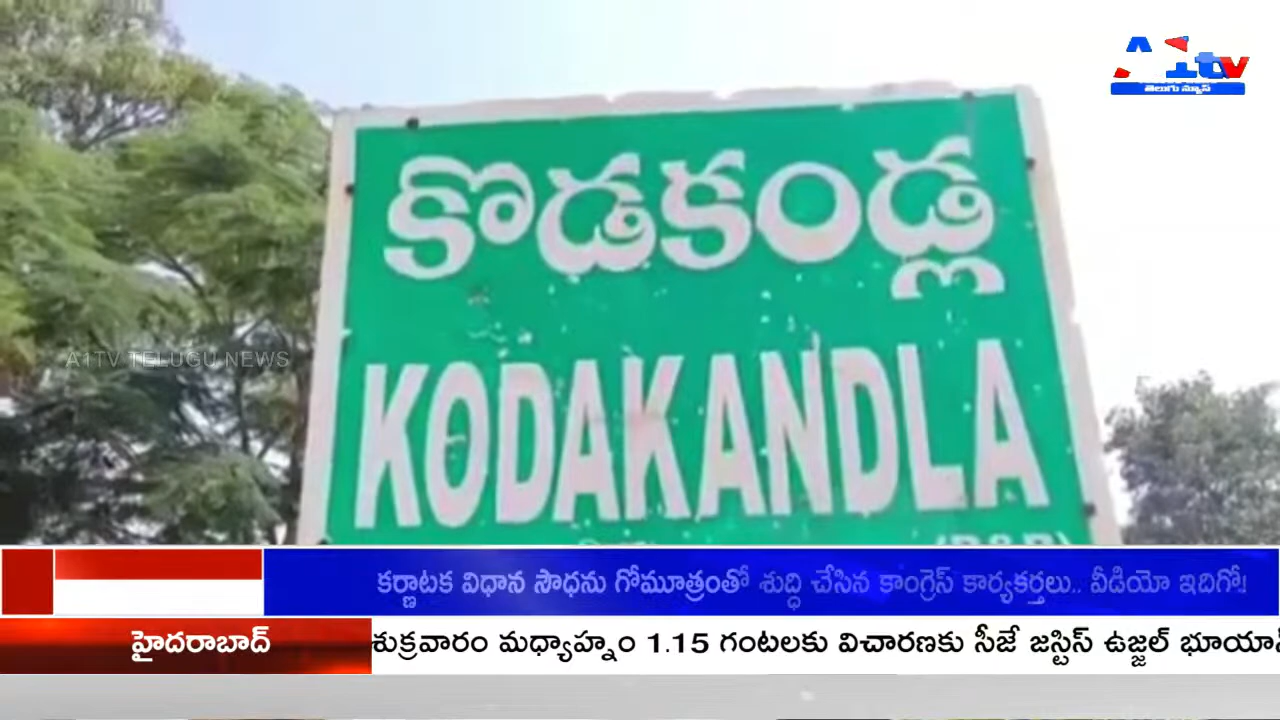 A1tv
తెలుగు న్యూస్
కొడకండ్ల
A1TV TELUGU NEWS
KODAKANDLA
(R&B)
కర్ణాటక విధాన సౌధను గోమూత్రంతో శుద్ధి చేసిన కాంగ్రెస్ కార్యకర్తలు.. వీడియో ఇదిగో!
హైదరాబాద్
శుక్రవారం మధ్యాహ్నం 1.15 గంటలకు విచారణకు సీజే జస్టిస్ ఉజ్జల్ భూయాన్